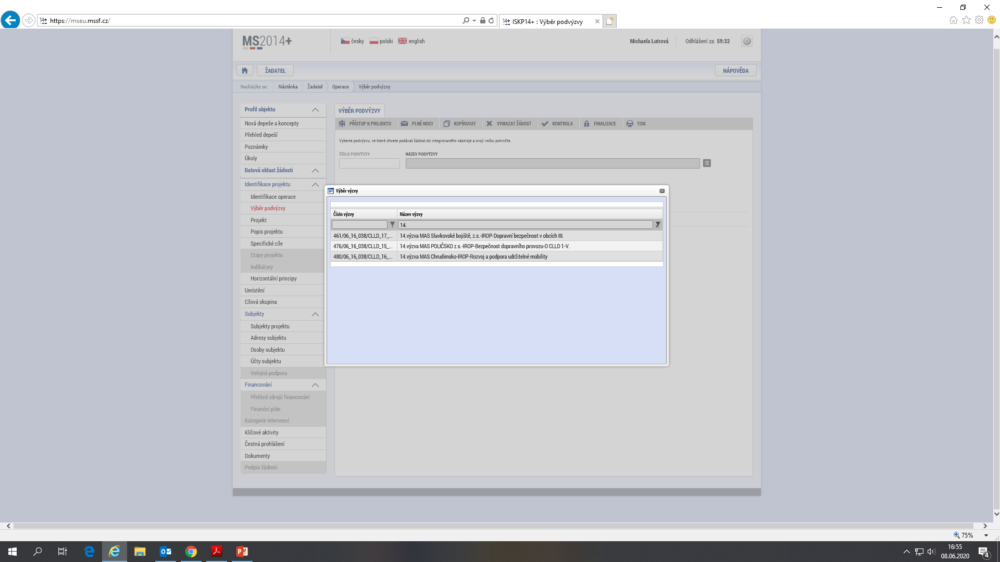 https://mseu.mssf.cz/
14+ ISKP14+ : Výběr podvýzvy
MS2014+
česky polski english
Michaela Lutrová
Odhlášení za: 59:32
ŽADATEL
NÁPOVĚDA
Nacházíte se: Nástěnka Žadatel Operace Výběr podvýzvy
Profil objektu
Nová depeše a koncepty
Přehled depeší
Poznámky
Úkoly
Datová oblast žádosti
Identifikace projektu
Identifikace operace
Výběr podvýzvy
Projekt
Popis projektu
Specifické cíle
Etapy projektu
Indikátory
Horizontální principy
Umístění
Cílová skupina
Subjekty
Subjekty projektu
Adresy subjektu
Osoby subjektu
Účty subjektu
Veřejná podpora
Financování
Přehled zdrojů financování
Finanční plán
Kategorie intervencí
Klíčové aktivity
Čestná prohlášení
Dokumenty
Podpis žádosti
VÝBĚR PODVÝZVY
PŘÍSTUP K PROJEKTU PLNÉ MOCI KOPÍROVAT VYMAZAT ŽÁDOST KONTROLA FINALIZACE TISK
Vyberte podvýzvu, ve které chcete podávat žádost do integrovaného nástroje a svoji volbu potvrďte.
ČÍSLO PODVÝZVY NÁZEV PODVÝZVY
Výběr výzvy
Číslo výzvy Název výzvy
14.
461/06_16_038/CLLD_17_... 14.výzva MAS Slavkovské bojiště, z.s.-IROP-Dopravní bezpečnost v obcích III.
476/06_16_038/CLLD_15_... 14.výzva MAS POLIČSKO z.s.-IROP-Bezpečnost dopravního provozu-O CLLD 1-V.
480/06_16_038/CLLD_16_... 14.výzva MAS Chrudimsko-IROP-Rozvoj a podpora udržitelné mobility
75%
16:55
08.06.2020
4